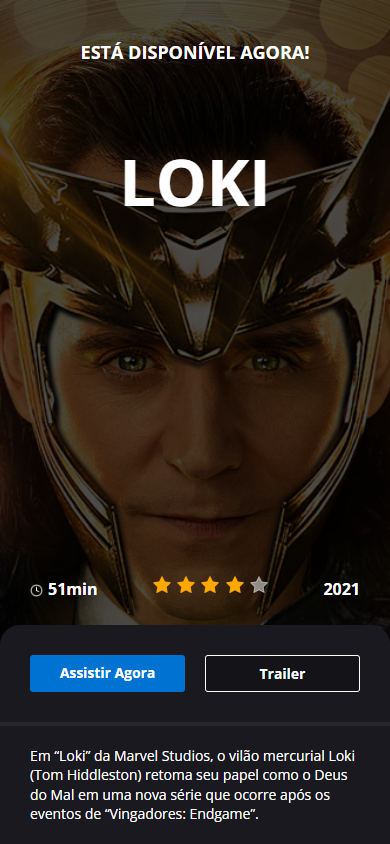 ESTÁ DISPONÍVEL AGORA!
LOKI
51min
2021
Assistir Agora
Trailer
Em “Loki” da Marvel Studios, o vilão mercurial Loki
(Tom Hiddleston) retoma seu papel como o Deus
do Mal em uma nova série que ocorre após os
eventos de “Vingadores: Endgame”.